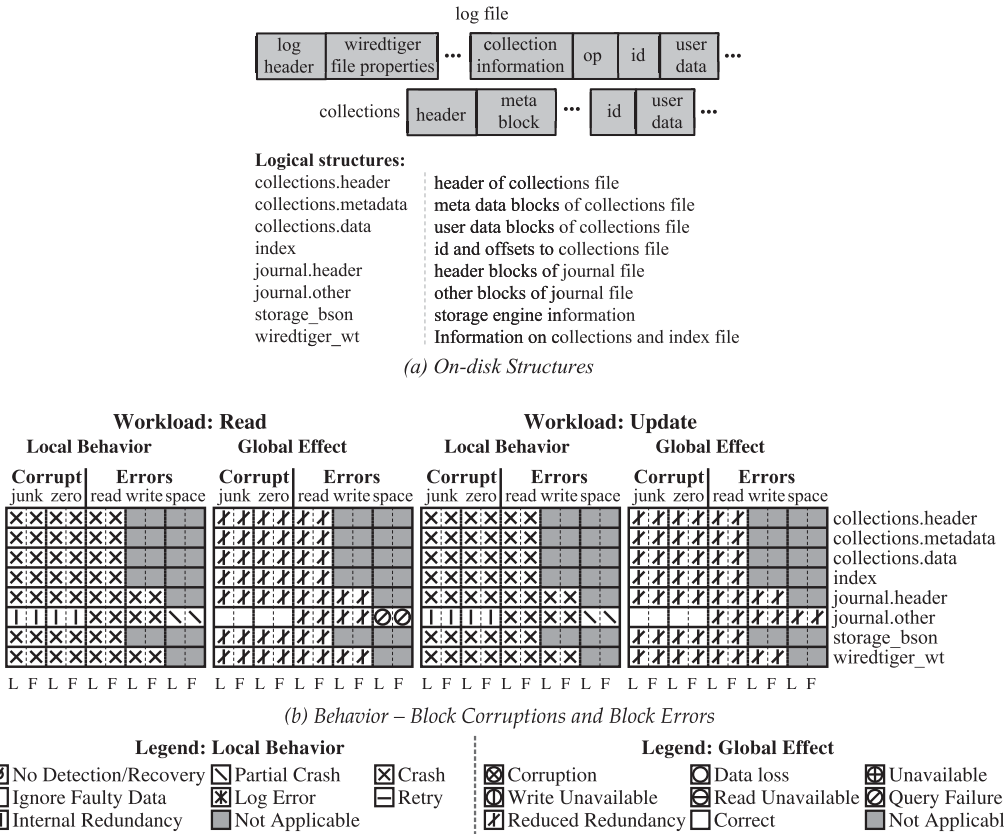 log file
log header wiredtiger file properties ... collection information op id user data ...
collections header meta block ... id user data ...
Logical structures:
collections.header header of collections file
collections.metadata meta data blocks of collections file
collections.data user data blocks of collections file
index id and offsets to collections file
journal.header header blocks of journal file
journal.other other blocks of journal file
storage_bson storage engine information
wiredtiger_wt Information on collections and index file
(a) On-disk Structures
Workload: Read Workload: Update
Local Behavior Global Effect Local Behavior Global Effect
Corrupt Errors Corrupt Errors Corrupt Errors Corrupt Errors
junk zero read write space junk zero read write space junk zero read write space junk zero read write space
collections.header
collections.metadata
collections.data
index
journal.header
journal.other
storage_bson
wiredtiger_wt
L F L F L F L F L F L F L F L F L F L F L F L F L F L F L F L F L F L F L F L F
(b) Behavior – Block Corruptions and Block Errors
Legend: Local Behavior Legend: Global Effect
No Detection/Recovery Partial Crash Crash Corruption Data loss Unavailable
Ignore Faulty Data Log Error Retry Write Unavailable Read Unavailable Query Failure
Internal Redundancy Not Applicable Reduced Redundancy Correct Not Applicabl